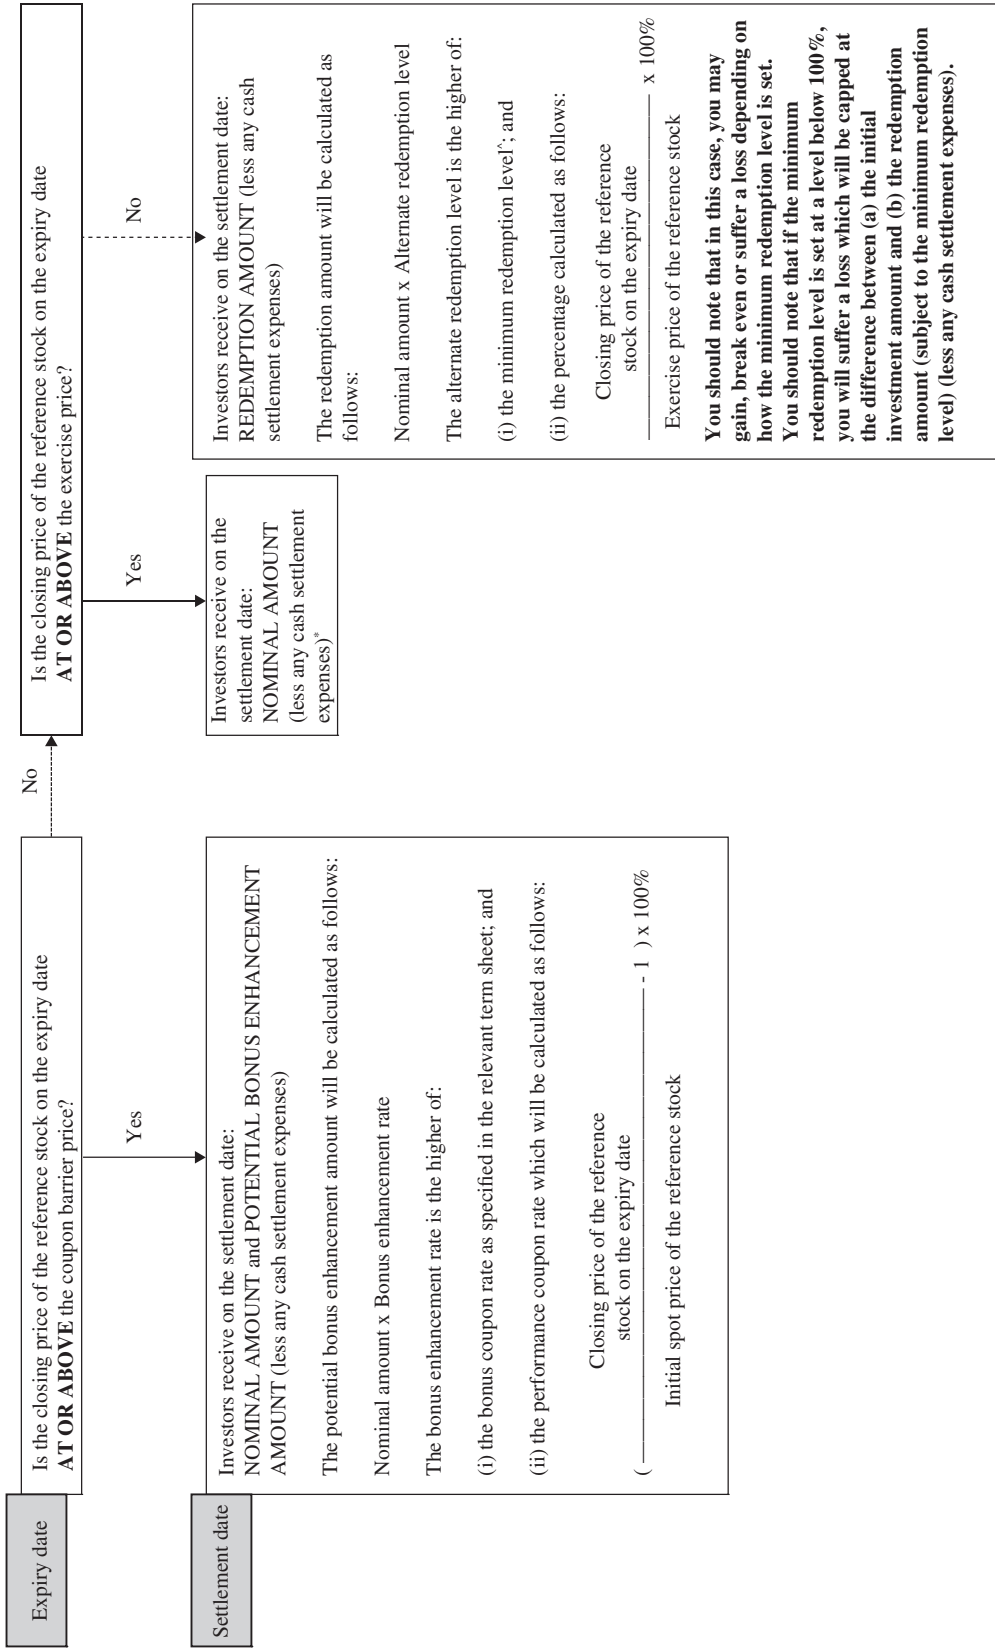 Expiry date
Is the closing price of the reference stock on the expiry date
AT OR ABOVE the coupon barrier price?
No
Is the closing price of the reference stock on the expiry date
AT OR ABOVE the exercise price?
Yes
Yes
No
Settlement date
Investors receive on the settlement date:
NOMINAL AMOUNT and POTENTIAL BONUS ENHANCEMENT
AMOUNT (less any cash settlement expenses)
The potential bonus enhancement amount will be calculated as follows:
Nominal amount x Bonus enhancement rate
The bonus enhancement rate is the higher of:
(i) the bonus coupon rate as specified in the relevant term sheet; and
(ii) the performance coupon rate which will be calculated as follows:
Closing price of the reference
stock on the expiry date
( - 1 ) x 100%
Initial spot price of the reference stock
Investors receive on the
settlement date:
NOMINAL AMOUNT
(less any cash settlement
expenses)*
Investors receive on the settlement date:
REDEMPTION AMOUNT (less any cash
settlement expenses)
The redemption amount will be calculated as
follows:
Nominal amount x Alternate redemption level
The alternate redemption level is the higher of:
(i) the minimum redemption level^; and
(ii) the percentage calculated as follows:
Closing price of the reference
stock on the expiry date
x 100%
Exercise price of the reference stock
You should note that in this case, you may
gain, break even or suffer a loss depending on
how the minimum redemption level is set.
You should note that if the minimum
redemption level is set at a level below 100%,
you will suffer a loss which will be capped at
the difference between (a) the initial
investment amount and (b) the redemption
amount (subject to the minimum redemption
level) (less any cash settlement expenses).